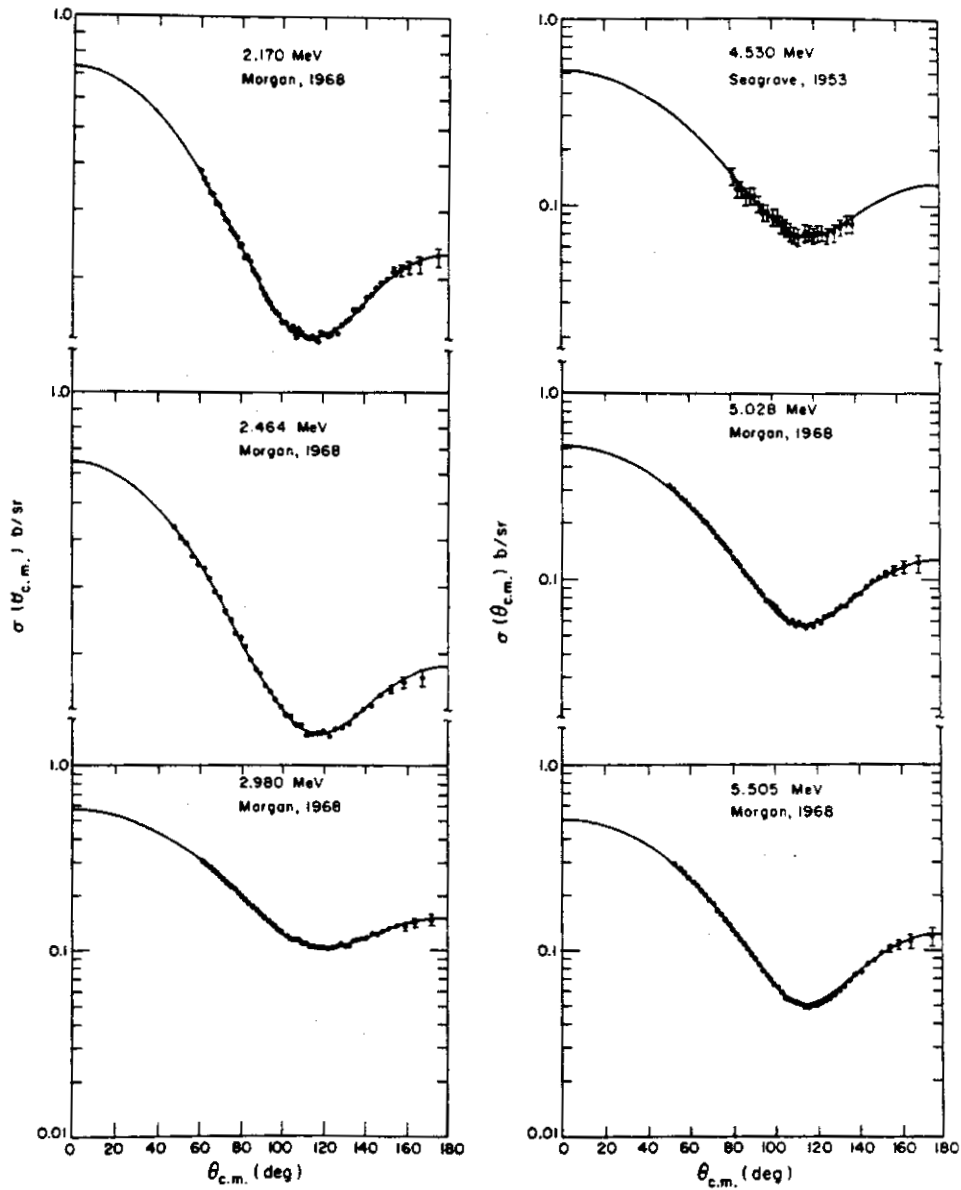 1.0
2.170 MeV
Morgan, 1968
1.0
2.464 MeV
Morgan, 1968
σ (θc.m.) b/sr
1.0
2.980 MeV
Morgan, 1968
0.1
0.01
0 20 40 60 80 100 120 140 160 180
θc.m. (deg)
1.0
4.530 MeV
Seagrave, 1953
0.1
1.0
5.028 MeV
Morgan, 1968
σ (θc.m.) b/sr
0.1
1.0
5.505 MeV
Morgan, 1968
0.1
0.01
0 20 40 60 80 100 120 140 160 180
θc.m. (deg)